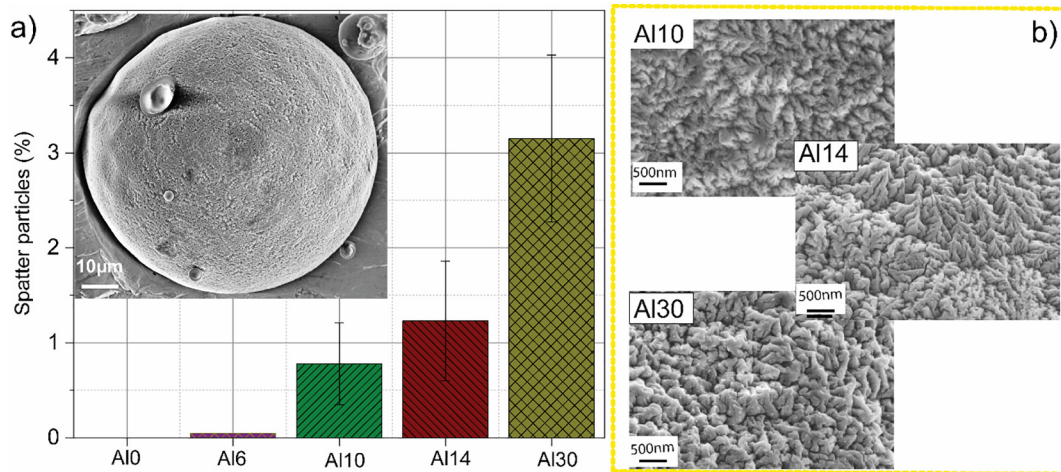 a)
Spatter particles (%)
4
3
2
1
0
10µm
Al0
Al6
Al10
Al14
Al30
b)
Al10
500nm
Al14
500nm
Al30
500nm